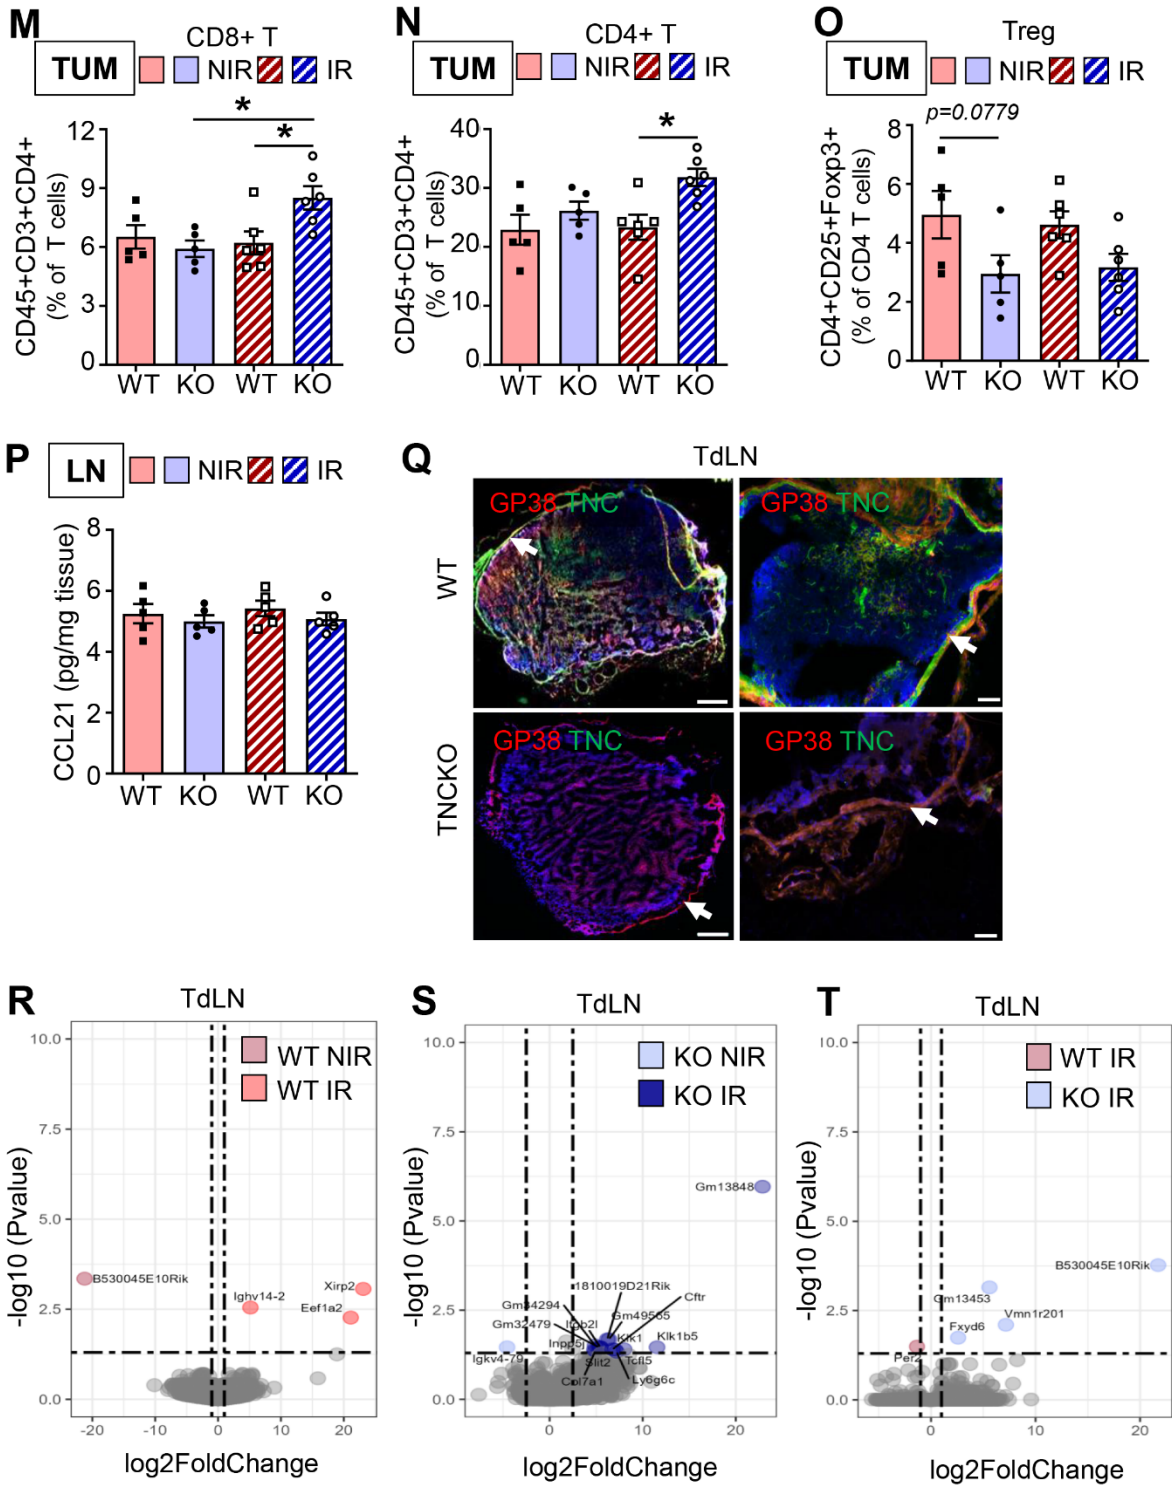 M
CD8+ T
TUM NIR IR
*
*
CD45+CD3+CD4+
(% of T cells)
12
9
6
3
0
WT KO WT KO
N
CD4+ T
TUM NIR IR
*
CD45+CD3+CD4+
(% of T cells)
40
30
20
10
0
WT KO WT KO
O
Treg
TUM NIR IR
p=0.0779
CD4+CD25+Foxp3+
(% of CD4 T cells)
8
6
4
2
0
WT KO WT KO
P
LN NIR IR
CCL21 (pg/mg tissue)
8
6
4
2
0
WT KO WT KO
Q
TdLN
WT
GP38 TNC
GP38 TNC
TNCKO
GP38 TNC
GP38 TNC
R
TdLN
WT NIR
WT IR
-log10 (Pvalue)
10.0
7.5
5.0
2.5
0.0
B530045E10Rik
Ighv14-2
Xirp2
Eef1a2
-20 -10 0 10 20
log2FoldChange
S
TdLN
KO NIR
KO IR
-log10 (Pvalue)
10.0
7.5
5.0
2.5
0.0
Gm13848
1810019D21Rik
Gm34294
Cftr
Gm32479
Itgb2l
Gm49565
Inpp5j
Klk1
Klk1b5
Igkv4-79
Slit2
Tcfl5
Col7a1
Ly6g6c
0 10 20
log2FoldChange
T
TdLN
WT IR
KO IR
-log10 (Pvalue)
10.0
7.5
5.0
2.5
0.0
B530045E10Rik
Gm13453
Vmn1r201
Fxyd6
Per2
0 10 20
log2FoldChange